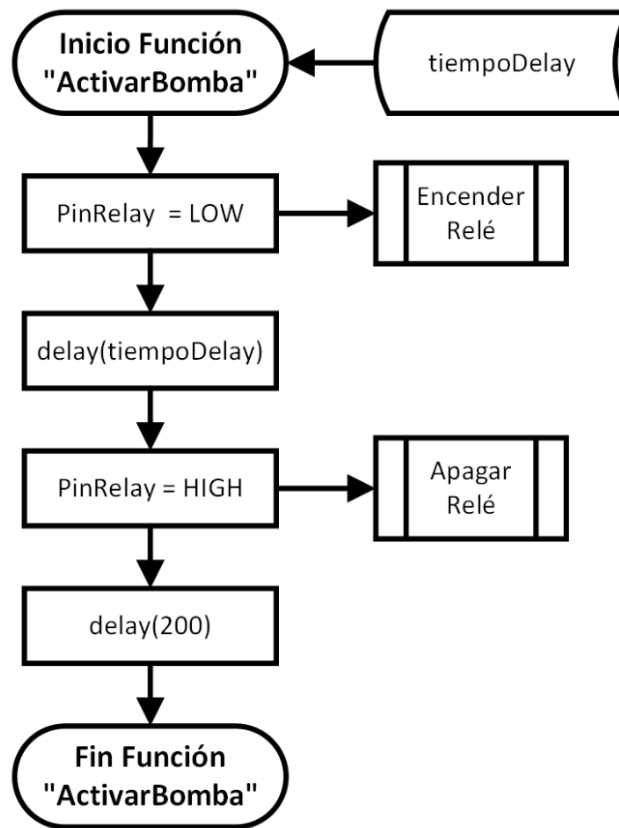 Inicio Función
"ActivarBomba"
tiempoDelay
PinRelay = LOW
Encender
Relé
delay(tiempoDelay)
PinRelay = HIGH
Apagar
Relé
delay(200)
Fin Función
"ActivarBomba"